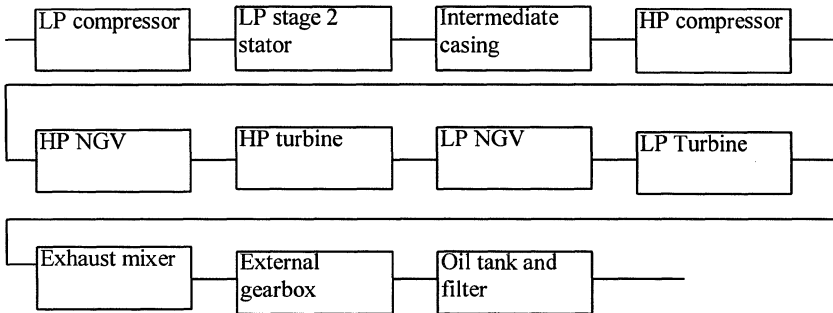 LP compressor
LP stage 2
stator
Intermediate
casing
HP compressor
HP NGV
HP turbine
LP NGV
LP Turbine
Exhaust mixer
External
gearbox
Oil tank and
filter